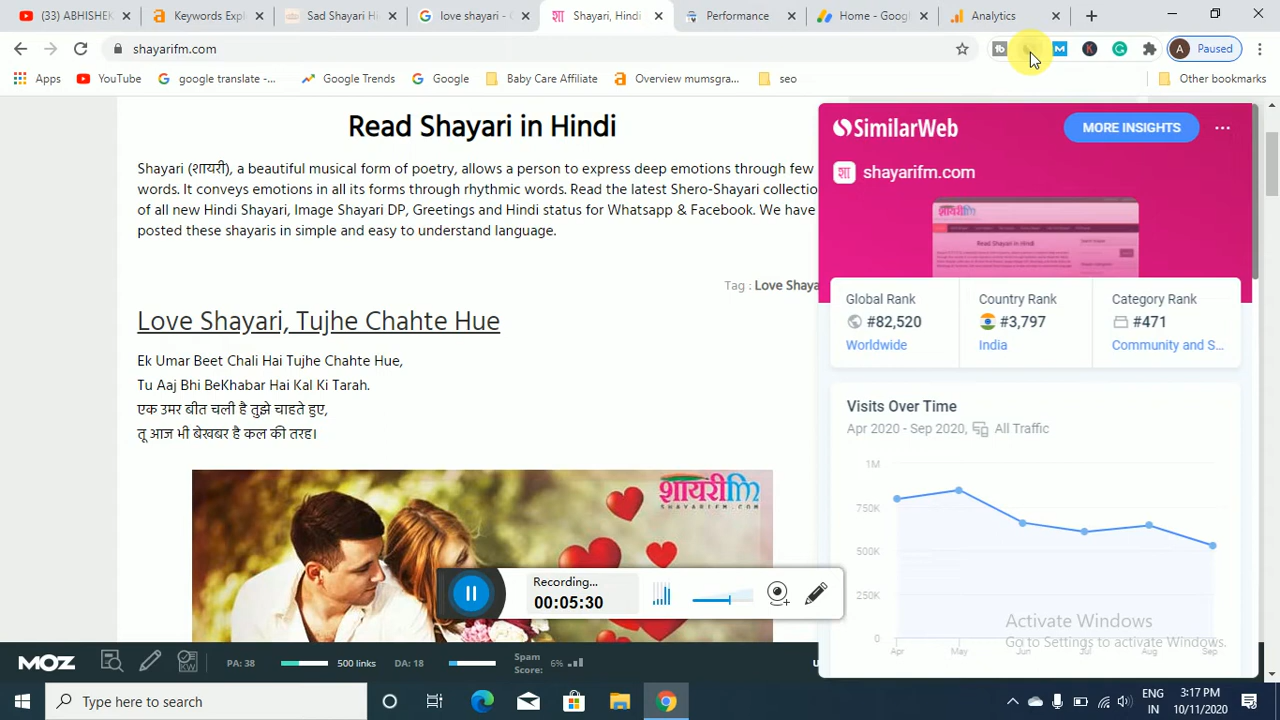 (33) ABHISHEK
Keywords Expl
Sad Shayari Hi
love shayari - G
Shayari, Hindi
Performance
Home - Googl
Analytics
shayarifm.com
A Paused
Apps
YouTube
google translate -...
Google Trends
Google
Baby Care Affiliate
Overview mumsgra...
seo
Other bookmarks
Read Shayari in Hindi
Shayari (शायरी), a beautiful musical form of poetry, allows a person to express deep emotions through few
words. It conveys emotions in all its forms through rhythmic words. Read the latest Shero-Shayari collectio
of all new Hindi Shayari, Image Shayari DP, Greetings and Hindi status for Whatsapp & Facebook. We have
posted these shayaris in simple and easy to understand language.
Tag : Love Shaya
Love Shayari, Tujhe Chahte Hue
Ek Umar Beet Chali Hai Tujhe Chahte Hue,
Tu Aaj Bhi BeKhabar Hai Kal Ki Tarah.
एक उमर बीत चली है तुझे चाहते हुए,
तू आज भी बेखबर है कल की तरह।
शायरीfm
SHAYARIFM.COM
SimilarWeb
MORE INSIGHTS
शा shayarifm.com
शायरीfm
Read Shayari in Hindi
Global Rank
#82,520
Worldwide
Country Rank
#3,797
India
Category Rank
#471
Community and S...
Visits Over Time
Apr 2020 - Sep 2020, All Traffic
1M
750K
500K
250K
0
Apr May Jun Jul Aug Sep
Activate Windows
Go to Settings to activate Windows.
Recording...
00:05:30
MOZ
PA: 38
500 links
DA: 18
Spam
Score: 6%
Type here to search
ENG
IN
3:17 PM
10/11/2020